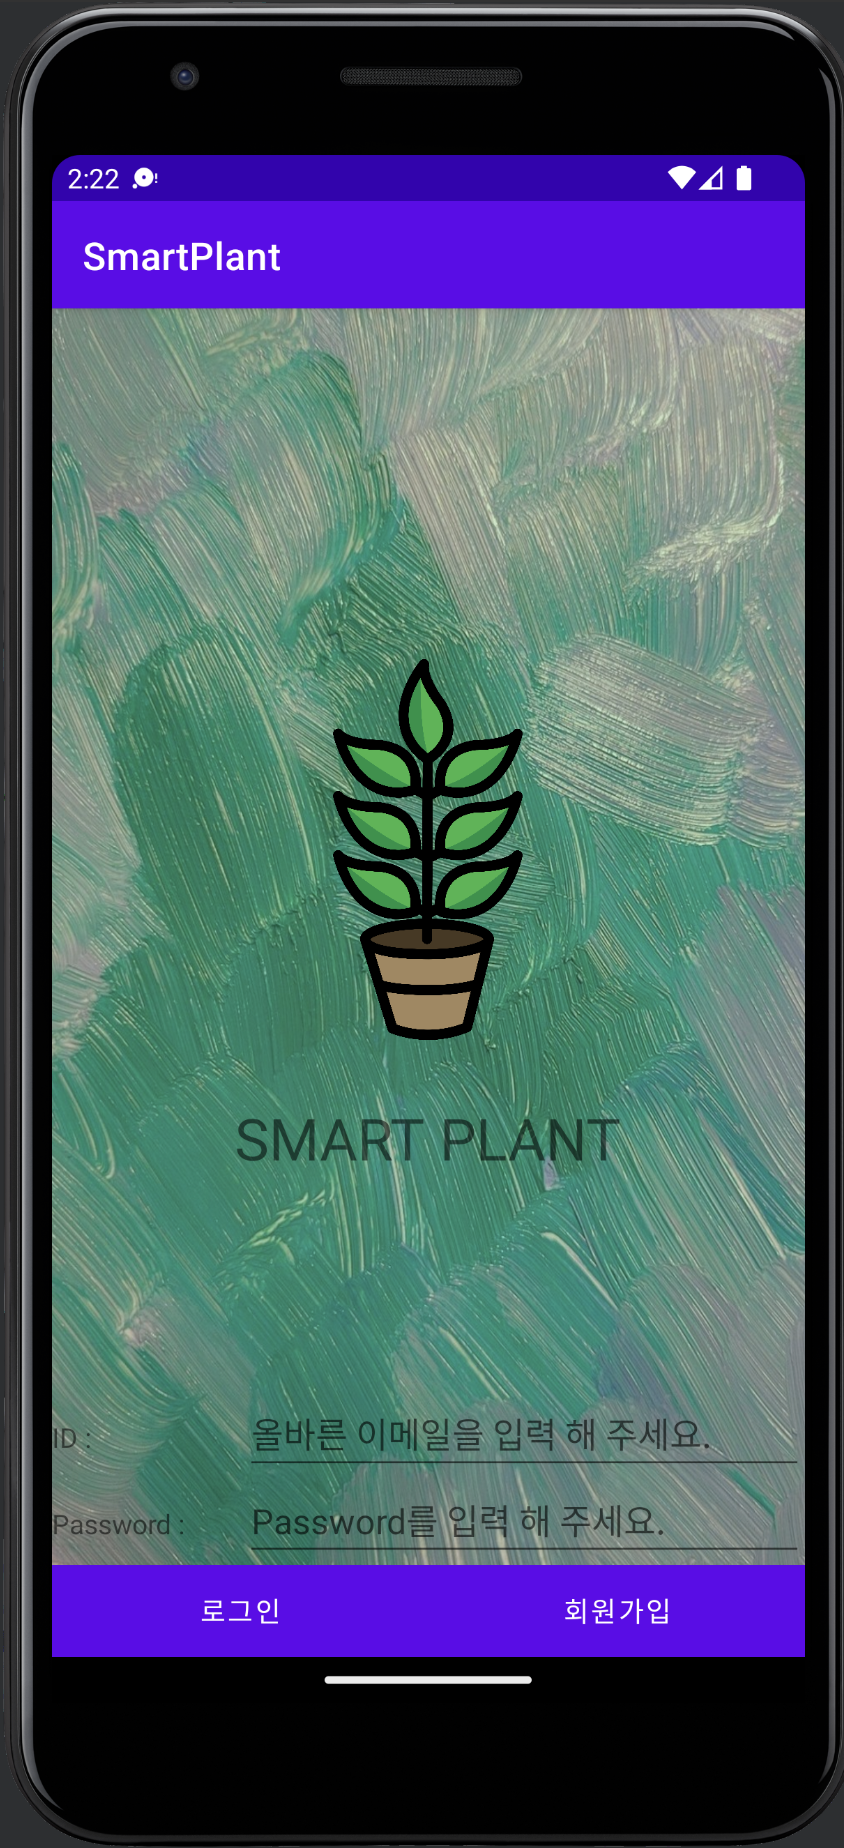 2:22
SmartPlant
SMART PLANT
ID :
올바른 이메일을 입력 해 주세요.
Password :
Password를 입력 해 주세요.
로그인
회원가입